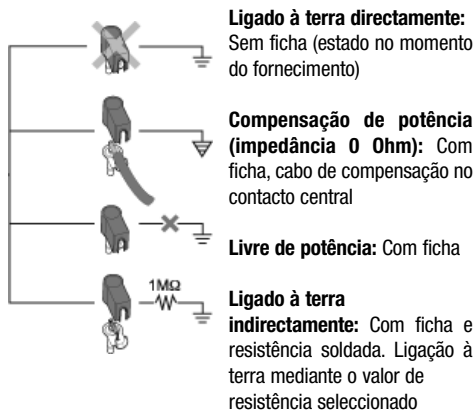 Ligado à terra directamente:
Sem ficha (estado no momento
do fornecimento)
Compensação de potência
(impedância 0 Ohm): Com
ficha, cabo de compensação no
contacto central
Livre de potência: Com ficha
1MΩ
Ligado à terra
indirectamente: Com ficha e
resistência soldada. Ligação à
terra mediante o valor de
resistência seleccionado